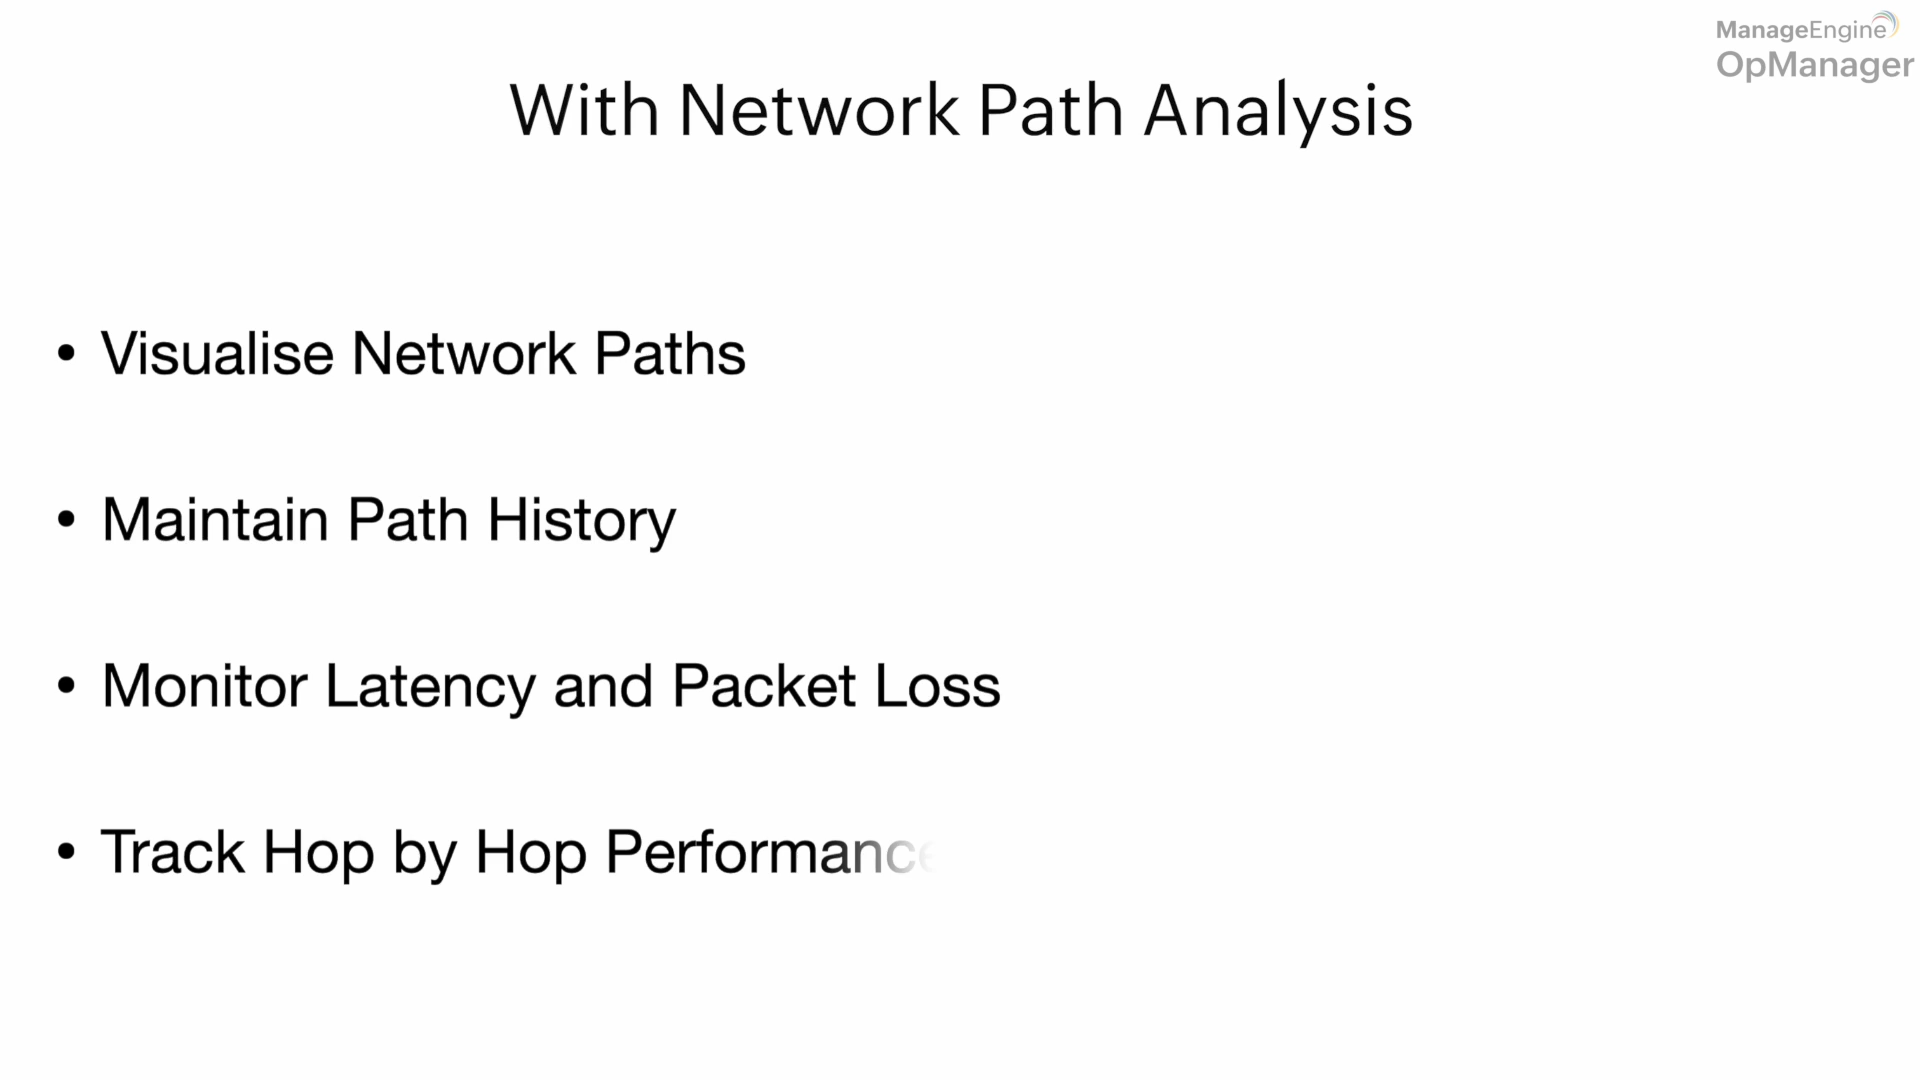 ManageEngine
OpManager
With Network Path Analysis
• Visualise Network Paths
• Maintain Path History
• Monitor Latency and Packet Loss
• Track Hop by Hop Performance